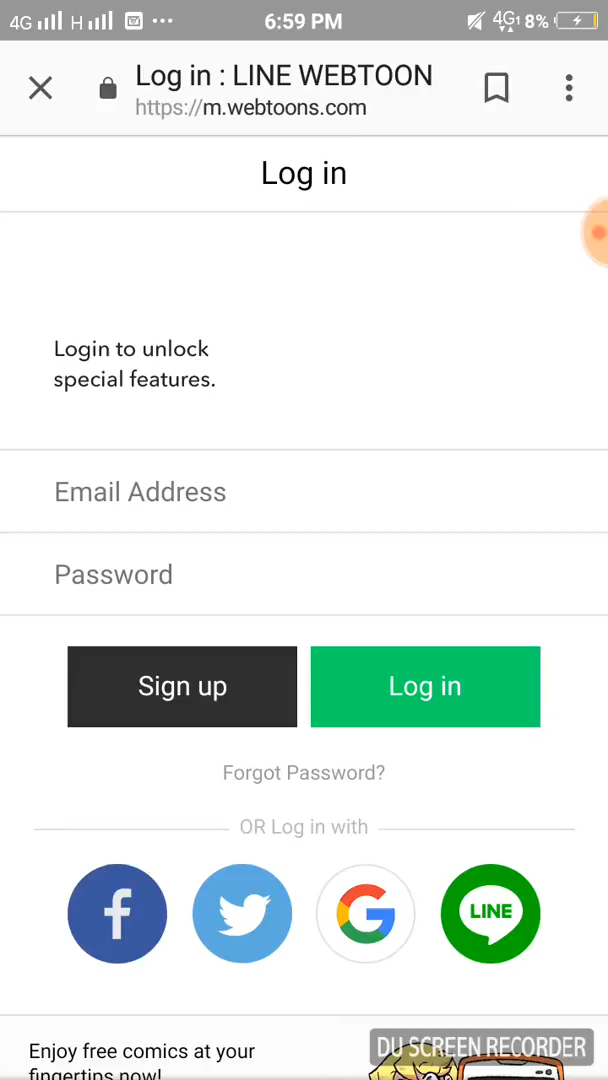 4G H 6:59 PM 4G1 8%
Log in : LINE WEBTOON
https://m.webtoons.com
Log in
Login to unlock
special features.
Email Address
Password
Sign up Log in
Forgot Password?
OR Log in with
f G LINE
Enjoy free comics at your
fingertips now!
DU SCREEN RECORDER